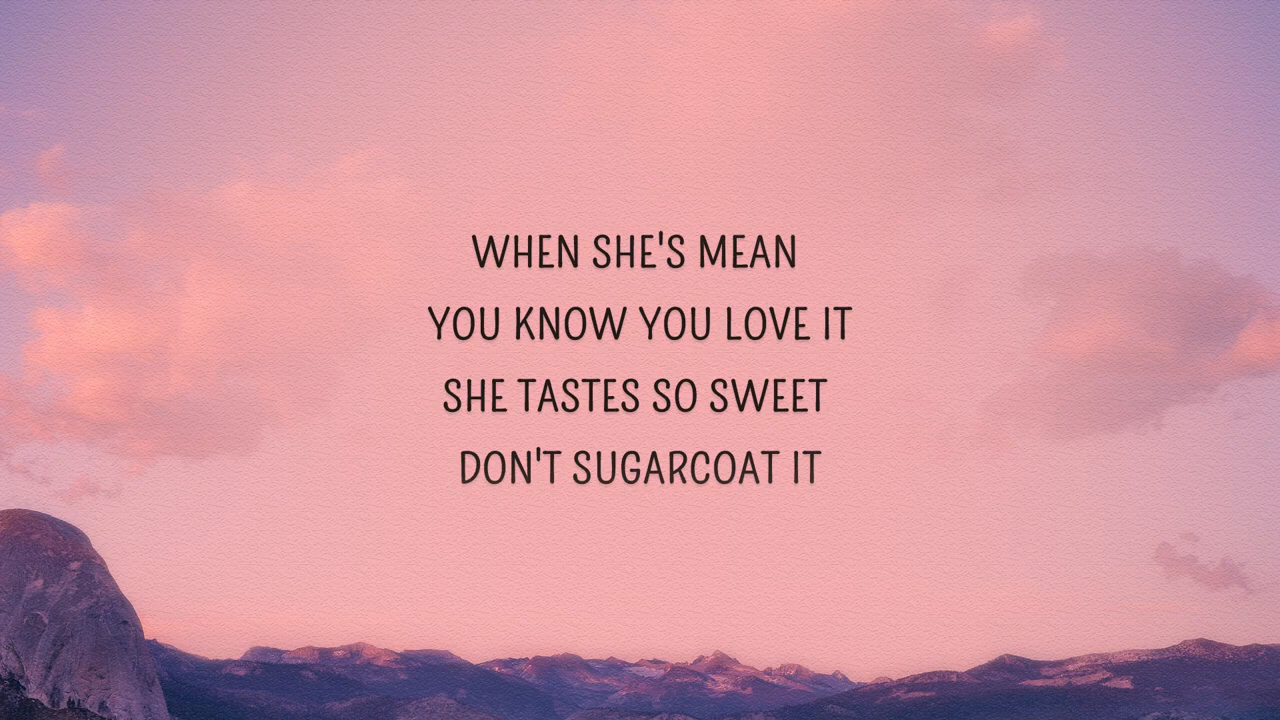 WHEN SHE'S MEAN
YOU KNOW YOU LOVE IT
SHE TASTES SO SWEET
DON'T SUGARCOAT IT